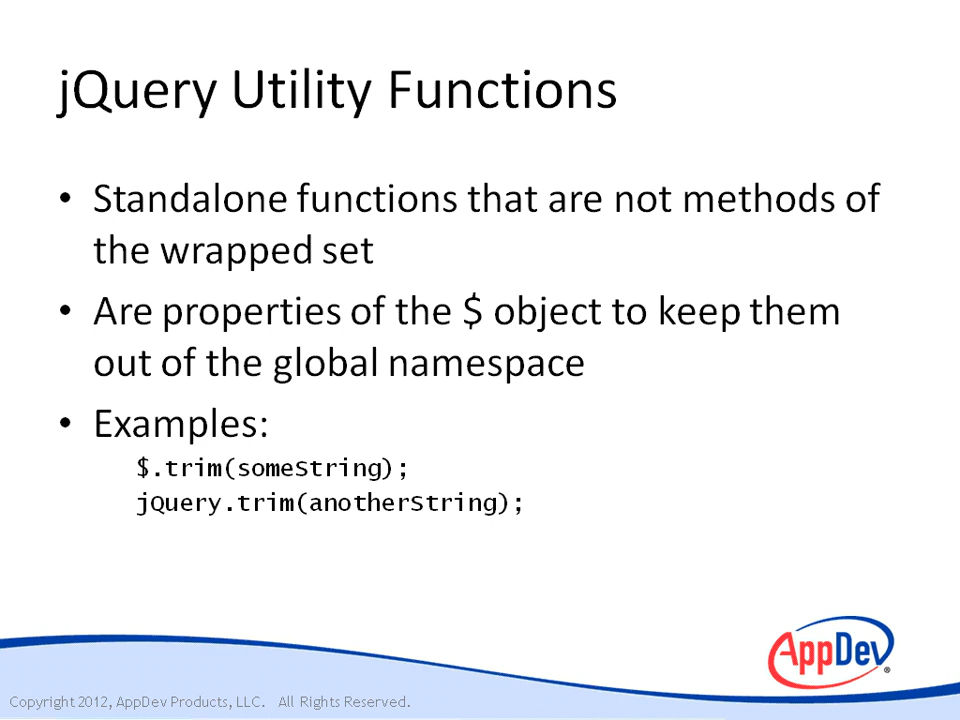 jQuery Utility Functions
• Standalone functions that are not methods of
the wrapped set
• Are properties of the $ object to keep them
out of the global namespace
• Examples:
$.trim(someString);
jQuery.trim(anotherString);
AppDev®
Copyright 2012, AppDev Products, LLC. All Rights Reserved.